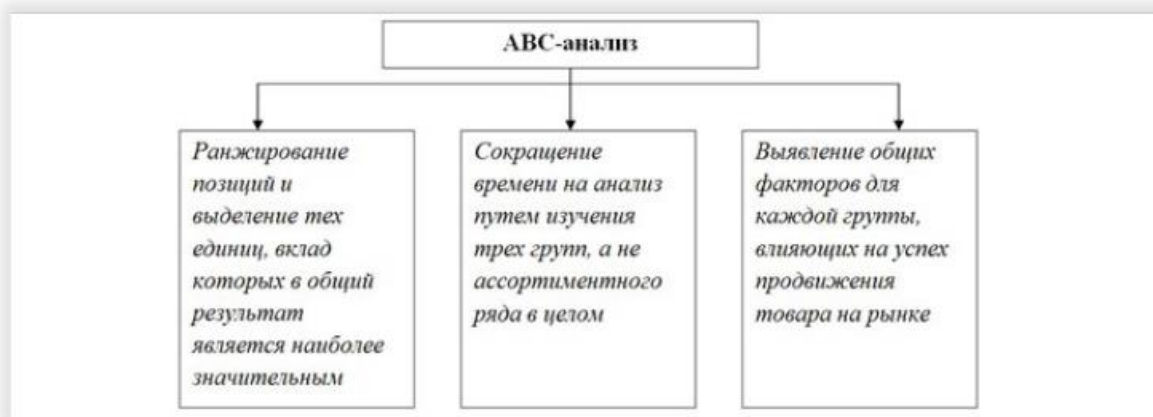 АВС-анализ
Ранжирование
позиций и
выделение тех
единиц, вклад
которых в общий
результат
является наиболее
значительным
Сокращение
времени на анализ
путем изучения
трех групп, а не
ассортиментного
ряда в целом
Выявление общих
факторов для
каждой группы,
влияющих на успех
продвижения
товара на рынке